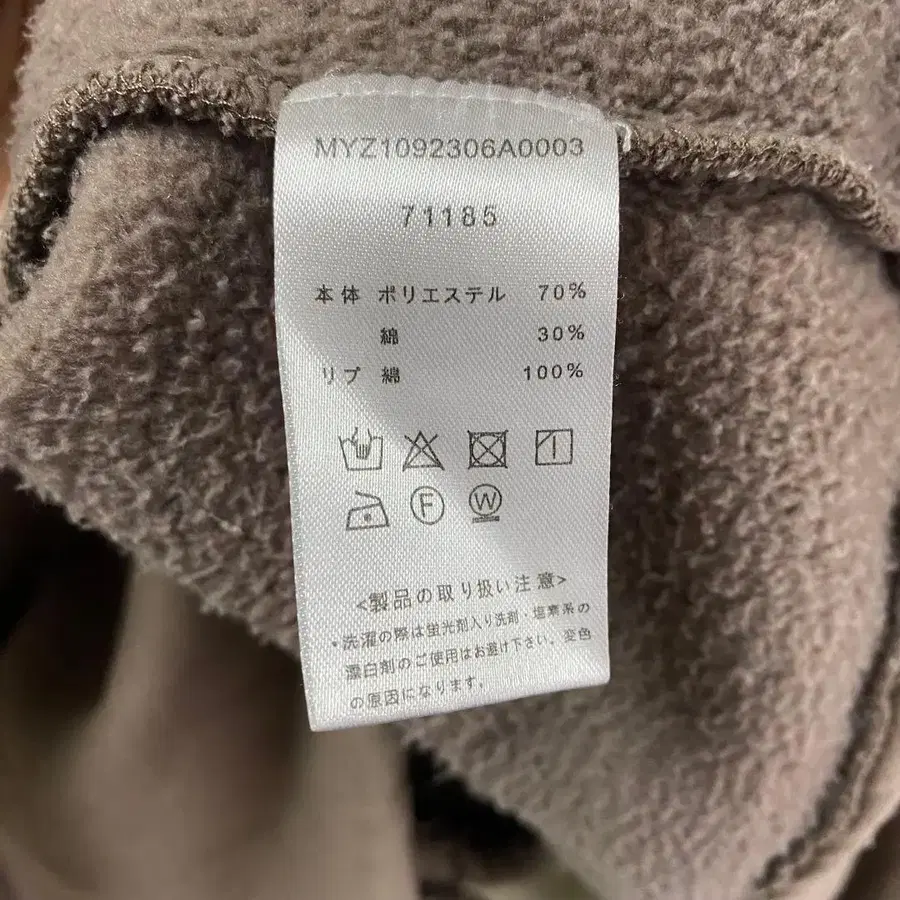 MYZ1092306A0003
71185
本体 ポリエステル 70%
綿 30%
リブ 綿 100%
F W
<製品の取り扱い注意>
・洗濯の際は蛍光剤入り洗剤・塩素系の
漂白剤のご使用はお避け下さい。変色
の原因になります。